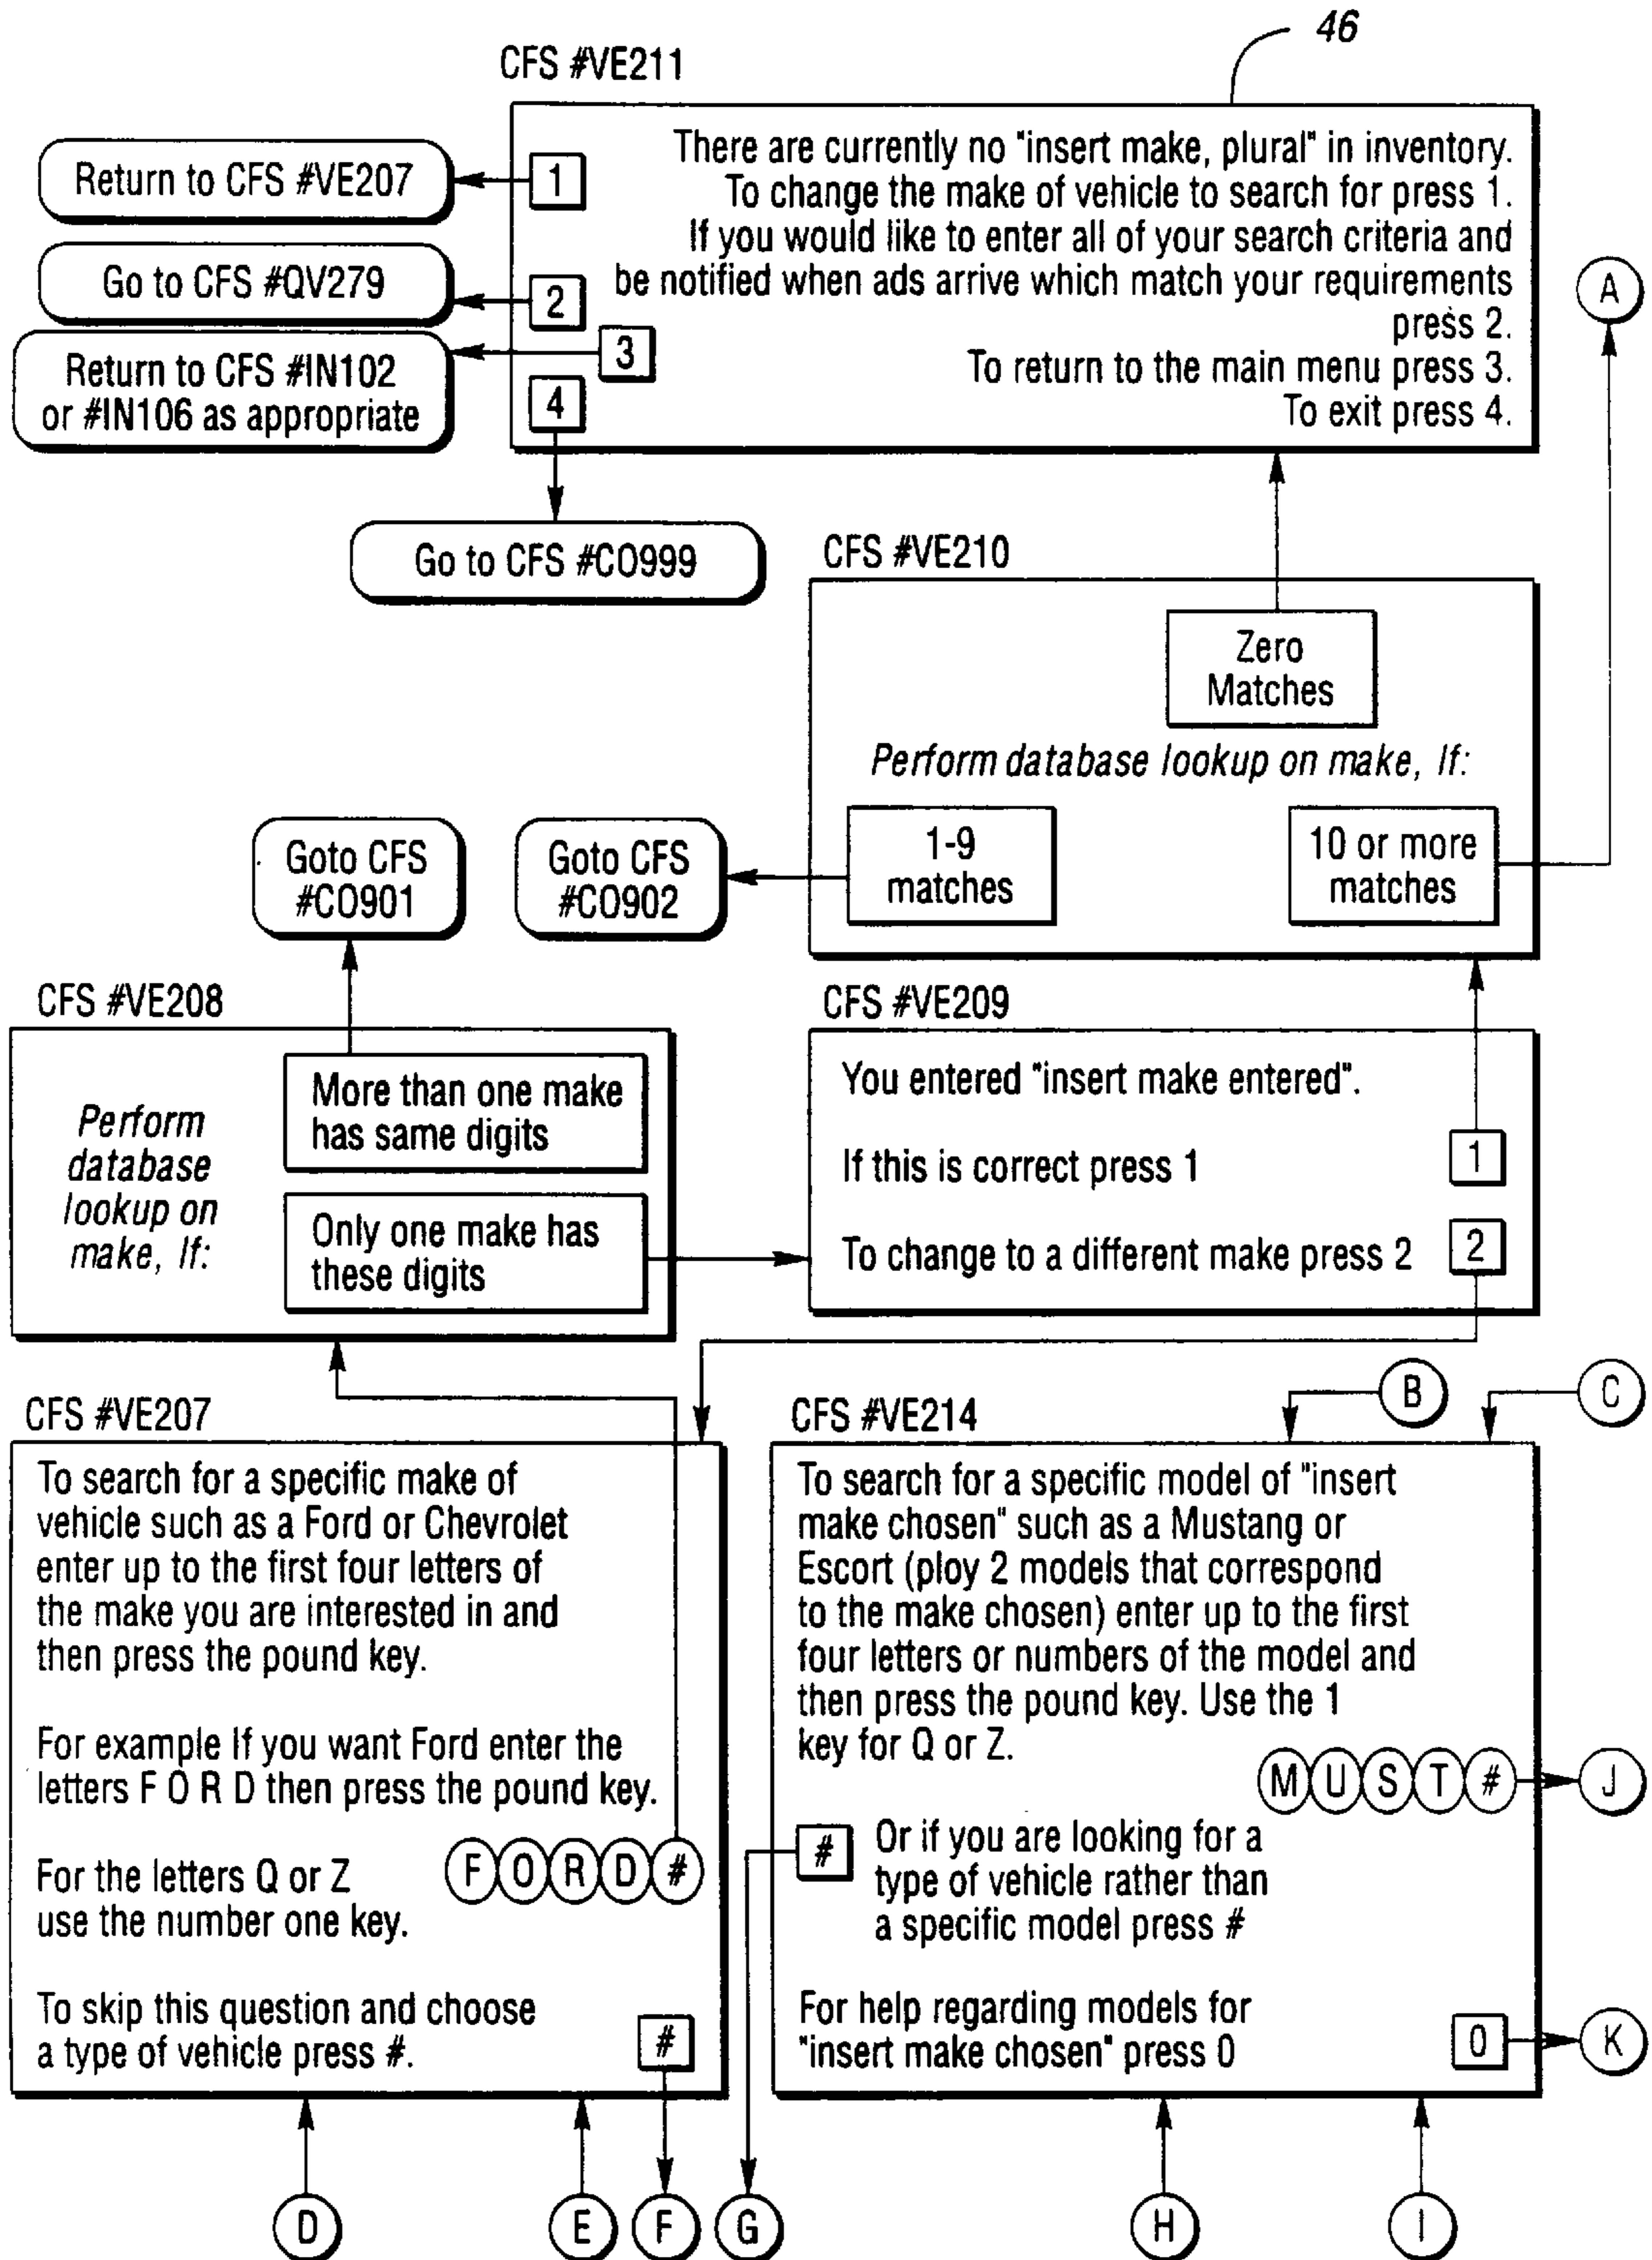 46
CFS #VE211
There are currently no "insert make, plural" in inventory.
To change the make of vehicle to search for press 1.
If you would like to enter all of your search criteria and
be notified when ads arrive which match your requirements
press 2.
To return to the main menu press 3.
To exit press 4.
1
Return to CFS #VE207
2
Go to CFS #QV279
3
Return to CFS #IN102
or #IN106 as appropriate
4
Go to CFS #CO999
A
CFS #VE210
Zero
Matches
Perform database lookup on make, If:
1-9
matches
10 or more
matches
Goto CFS
#CO901
Goto CFS
#CO902
CFS #VE208
Perform
database
lookup on
make, If:
More than one make
has same digits
Only one make has
these digits
CFS #VE209
You entered "insert make entered".
If this is correct press 1
1
To change to a different make press 2
2
B
C
CFS #VE207
To search for a specific make of
vehicle such as a Ford or Chevrolet
enter up to the first four letters of
the make you are interested in and
then press the pound key.
For example If you want Ford enter the
letters F O R D then press the pound key.
For the letters Q or Z
use the number one key.
F O R D #
To skip this question and choose
a type of vehicle press #.
#
CFS #VE214
To search for a specific model of "insert
make chosen" such as a Mustang or
Escort (ploy 2 models that correspond
to the make chosen) enter up to the first
four letters or numbers of the model and
then press the pound key. Use the 1
key for Q or Z.
M U S T #
J
#
Or if you are looking for a
type of vehicle rather than
a specific model press #
For help regarding models for
"insert make chosen" press 0
0
K
D
E
F
G
H
I